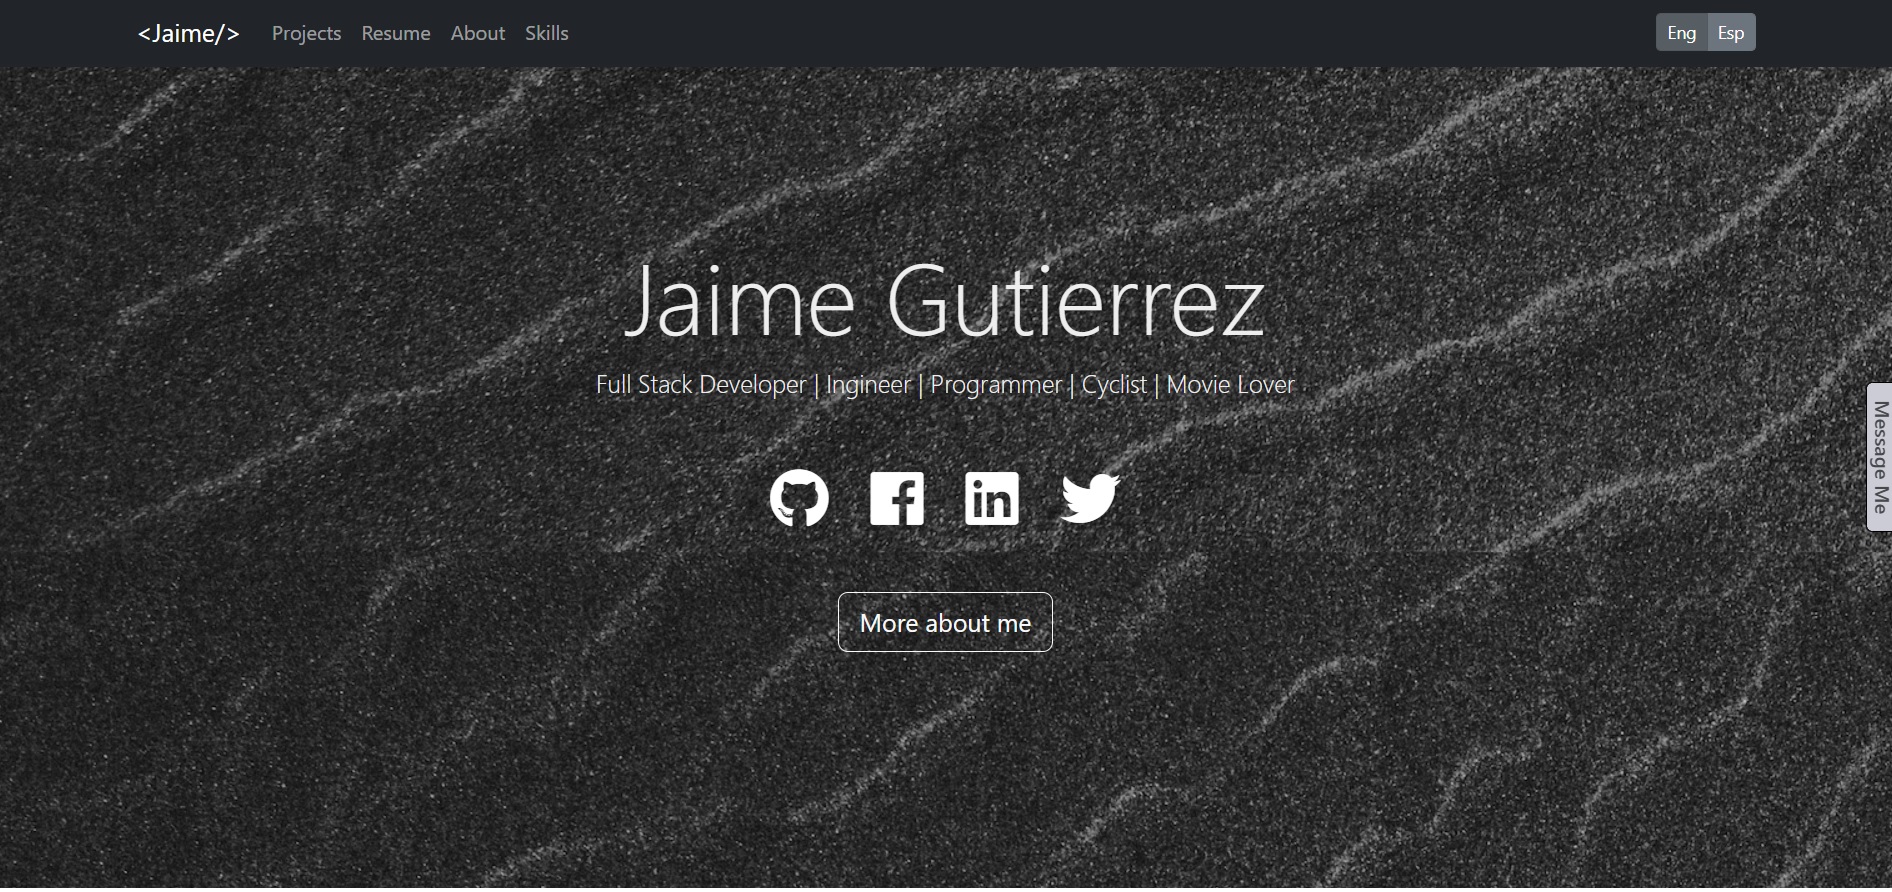 <Jaime/> Projects Resume About Skills Eng Esp
Jaime Gutierrez
Full Stack Developer | Ingineer | Programmer | Cyclist | Movie Lover
in
More about me
Message Me